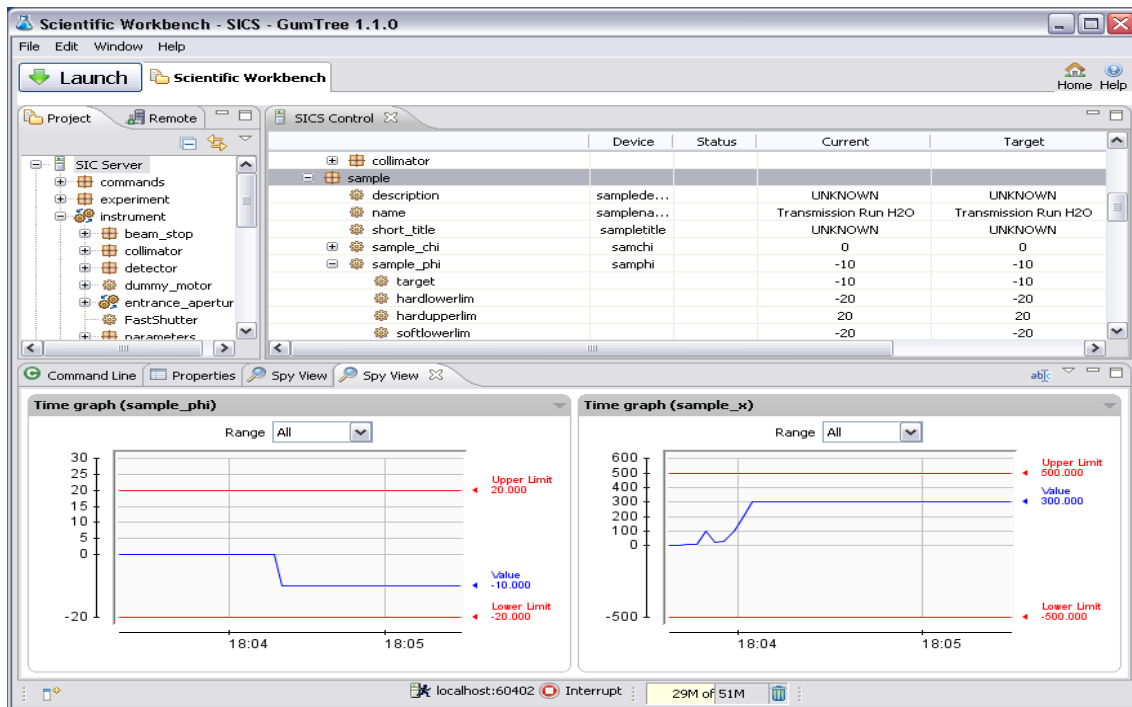 Scientific Workbench - SICS - GumTree 1.1.0
File Edit Window Help
Launch Scientific Workbench
Home Help
Project Remote
SIC Server
commands
experiment
instrument
beam_stop
collimator
detector
dummy_motor
entrance_apertur
FastShutter
parameters
SICS Control
Device Status Current Target
collimator
sample
description samplede... UNKNOWN UNKNOWN
name samplena... Transmission Run H2O Transmission Run H2O
short_title sampletitle UNKNOWN UNKNOWN
sample_chi samchi 0 0
sample_phi samphi -10 -10
target -10 -10
hardlowerlim -20 -20
hardupperlim 20 20
softlowerlim -20 -20
Command Line Properties Spy View Spy View
Time graph (sample_phi)
Range All
30
25
20
15
10
5
0
-20
Upper Limit
20.000
Value
-10.000
Lower Limit
-20.000
18:04 18:05
Time graph (sample_x)
Range All
600
500
400
300
200
100
0
-500
Upper Limit
500.000
Value
300.000
Lower Limit
-500.000
18:04 18:05
localhost:60402 Interrupt 29M of 51M